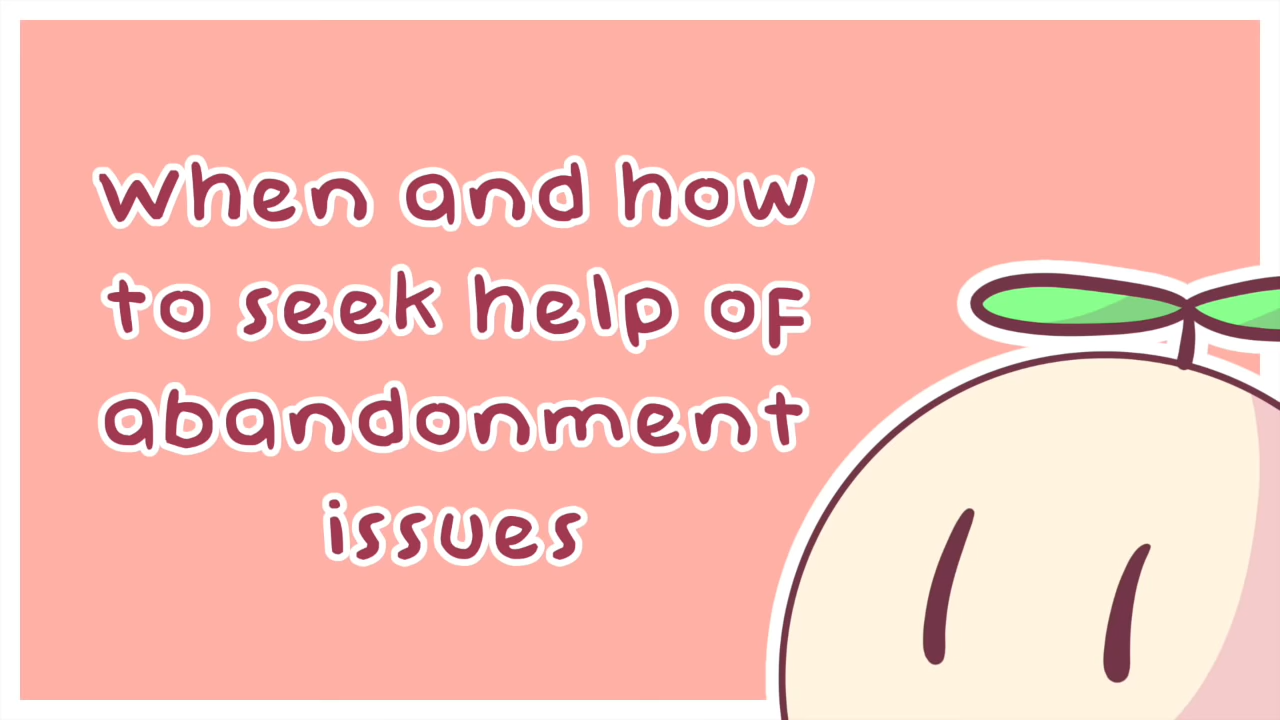 when and how
to seek help of
abandonment
issues